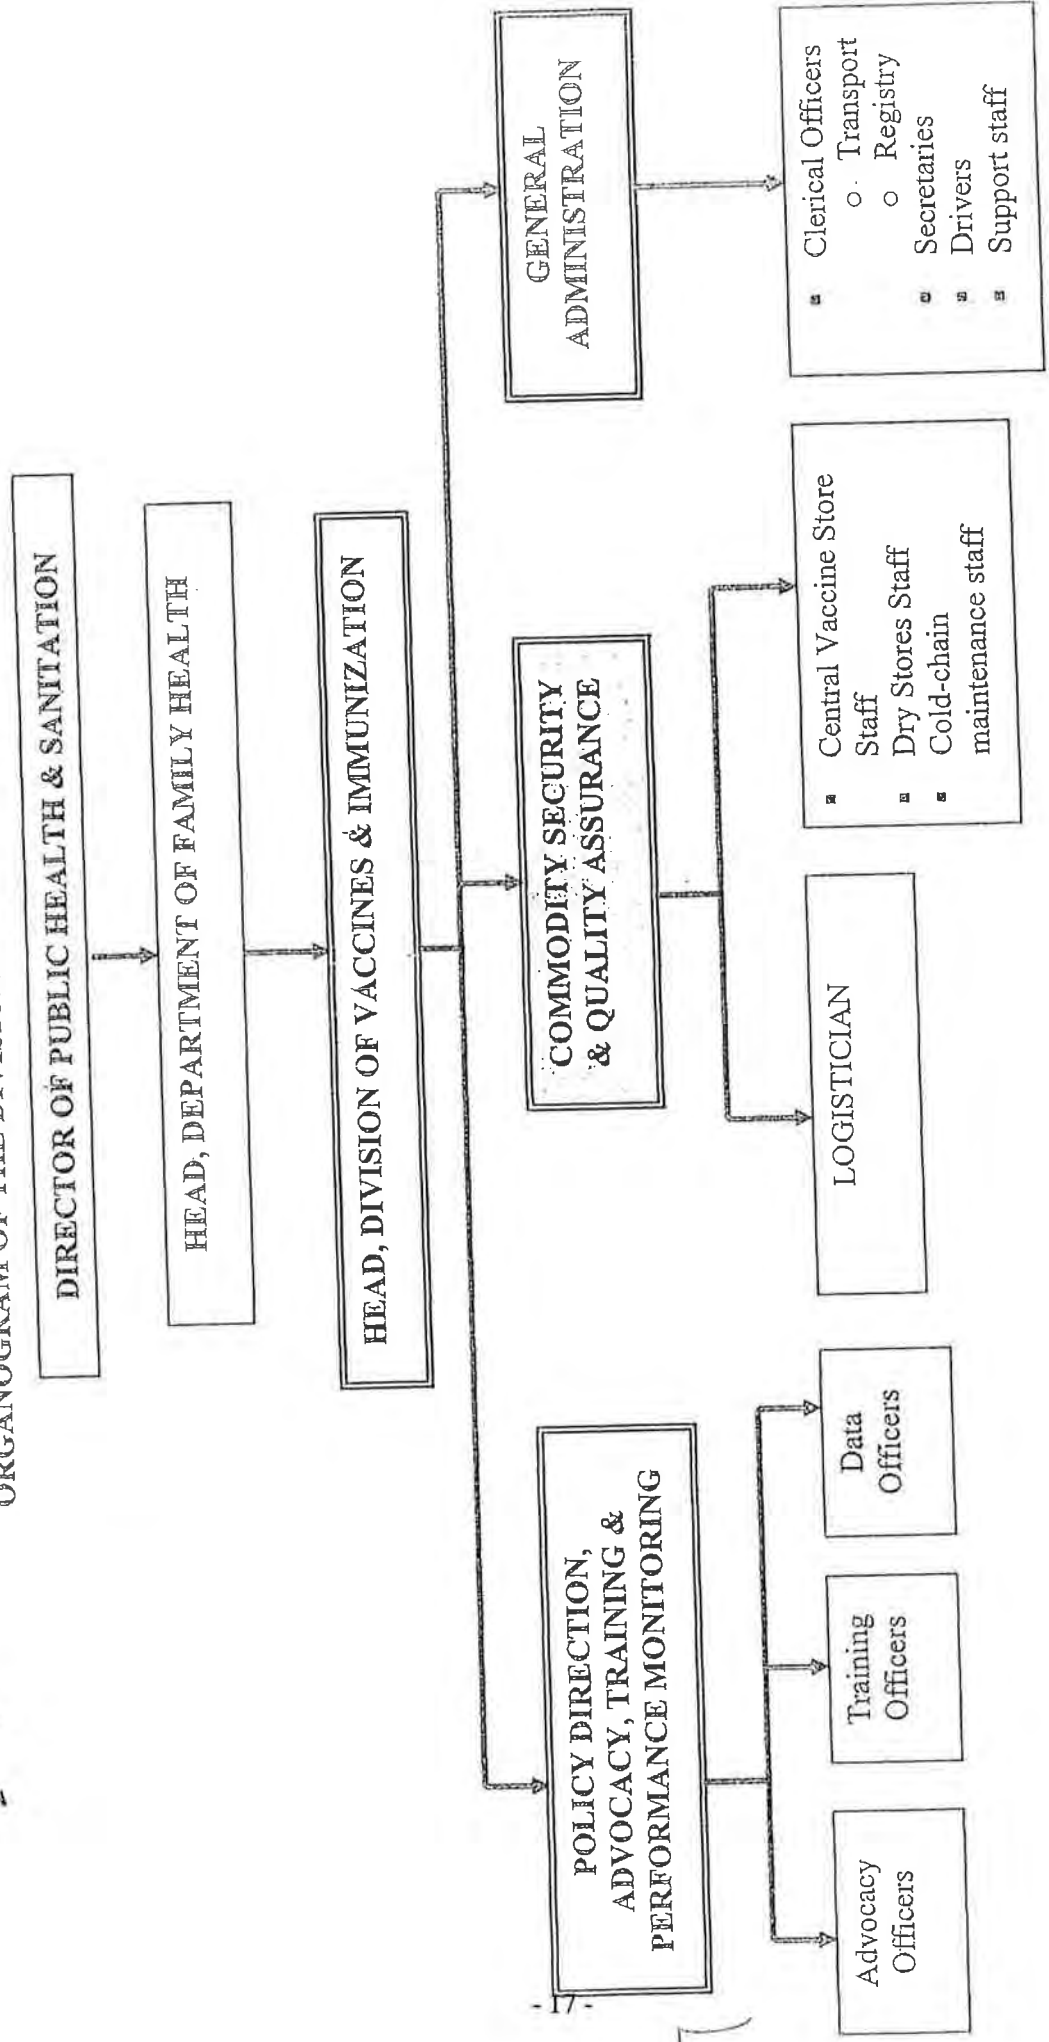 ORGANOGRAM OF THE
DIRECTOR OF PUBLIC HEALTH & SANITATION
HEAD, DEPARTMENT OF FAMILY HEALTH
HEAD, DIVISION OF VACCINES & IMMUNIZATION
POLICY DIRECTION,
ADVOCACY, TRAINING &
PERFORMANCE MONITORING
COMMODITY SECURITY
& QUALITY ASSURANCE
GENERAL
ADMINISTRATION
Advocacy
Officers
Training
Officers
Data
Officers
LOGISTICIAN
▪ Central Vaccine Store
Staff
▪ Dry Stores Staff
▪ Cold-chain
maintenance staff
▪ Clerical Officers
○ Transport
○ Registry
▪ Secretaries
▪ Drivers
▪ Support staff
- 17 -